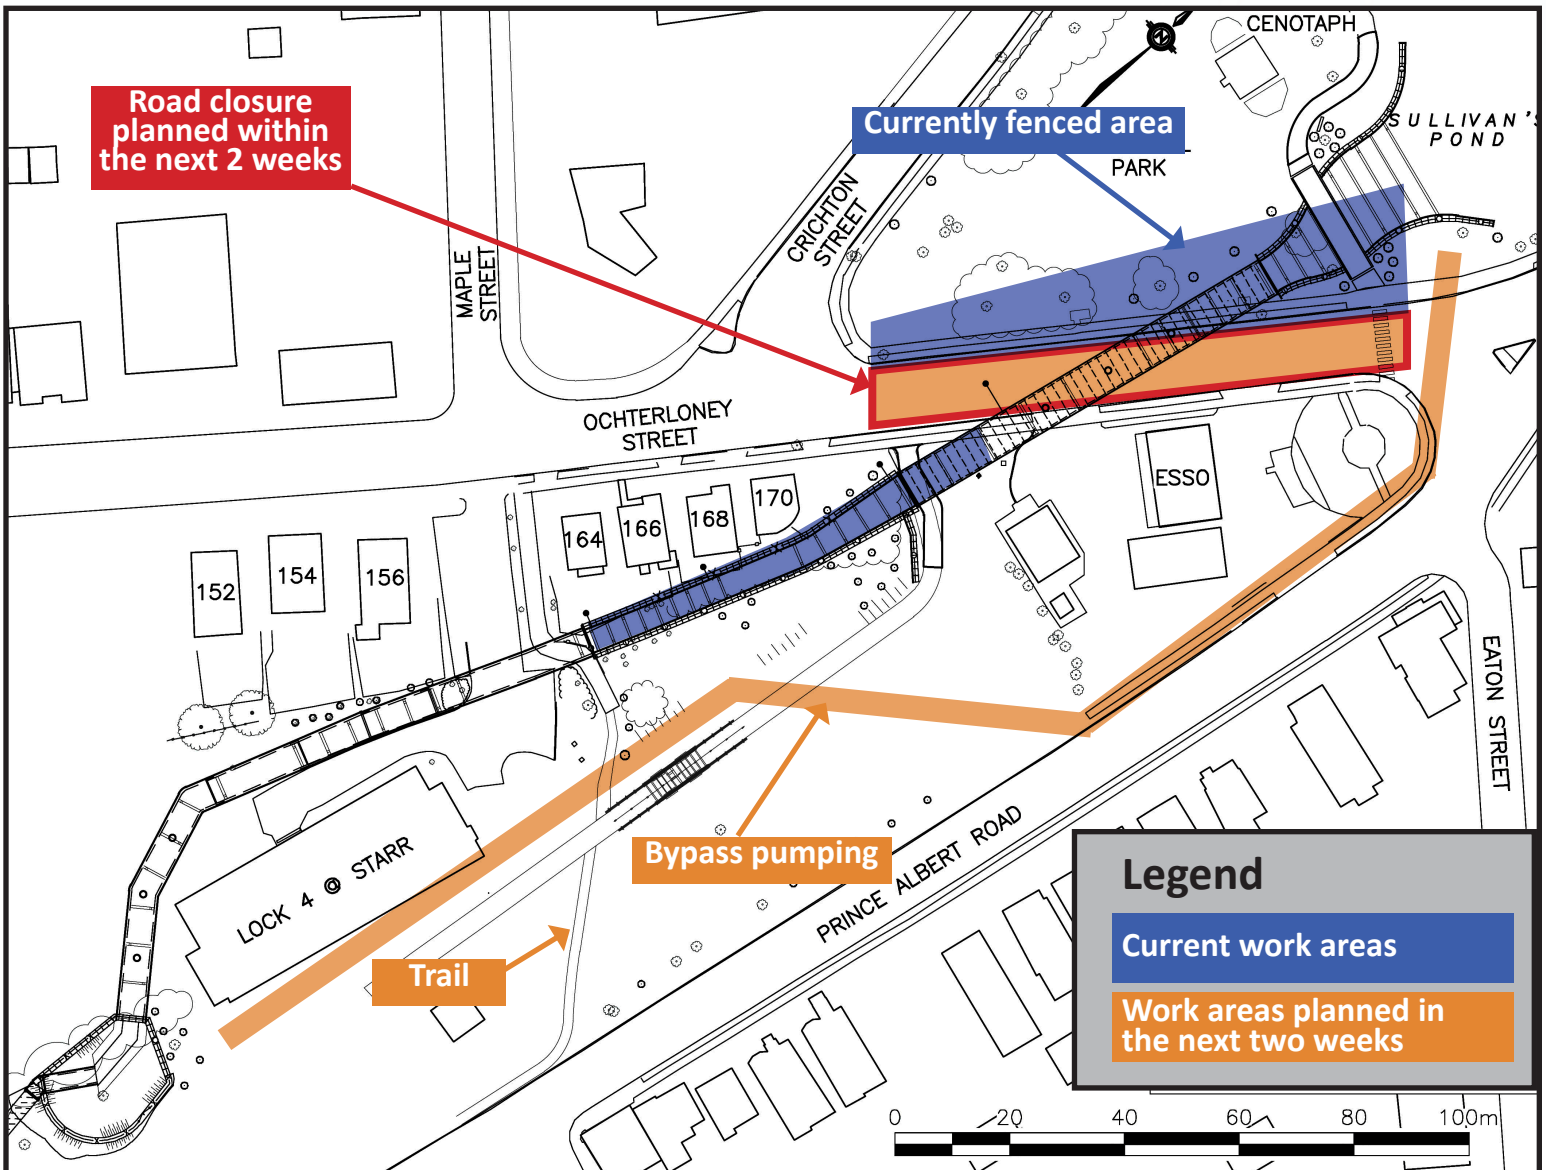 CENOTAPH
Road closure
planned within
the next 2 weeks
Currently fenced area
SULLIVAN'S
POND
PARK
CRICHTON
STREET
MAPLE
STREET
OCHTERLONEY
STREET
ESSO
170
168
166
164
156
154
152
EATON STREET
Bypass pumping
PRINCE ALBERT ROAD
LOCK 4 @ STARR
Trail
Legend
Current work areas
Work areas planned in
the next two weeks
0 20 40 60 80 100m